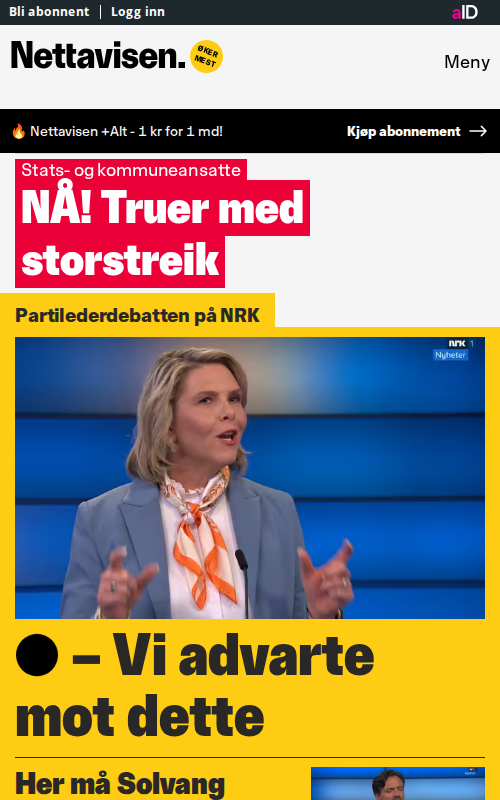 Bli abonnent | Logg inn
aID
Nettavisen.
ØKER
MEST
Meny
🔥 Nettavisen +Alt - 1 kr for 1 md!
Kjøp abonnement →
Stats- og kommuneansatte
NÅ! Truer med
storstreik
Partilederdebatten på NRK
NRK 1
Nyheter
– Vi advarte
mot dette
Her må Solvang